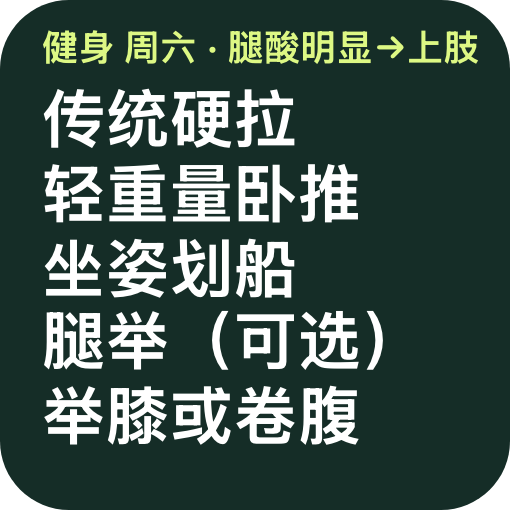 健身 周六 · 腿酸明显→上肢
传统硬拉
轻重量卧推
坐姿划船
腿举（可选）
举膝或卷腹